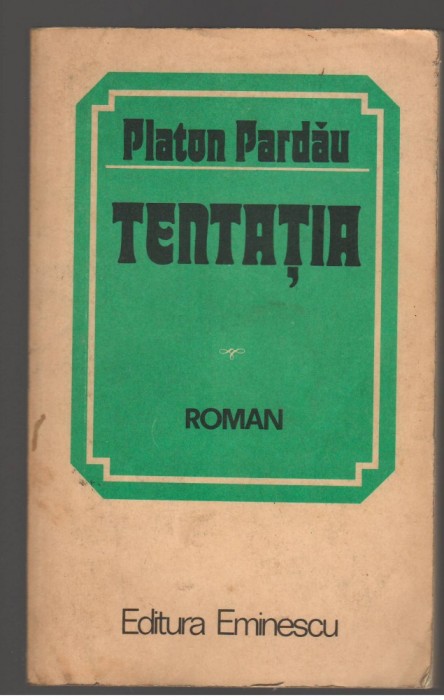 Platon Pardău
TENTAȚIA
ROMAN
Editura Eminescu